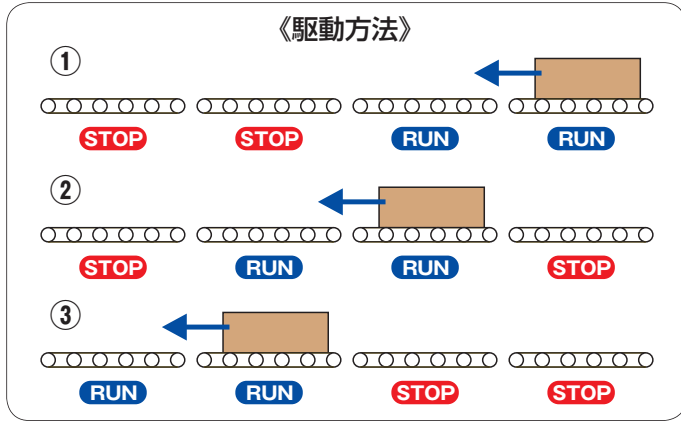 《駆動方法》
①
STOP STOP RUN RUN
②
STOP RUN RUN STOP
③
RUN RUN STOP STOP